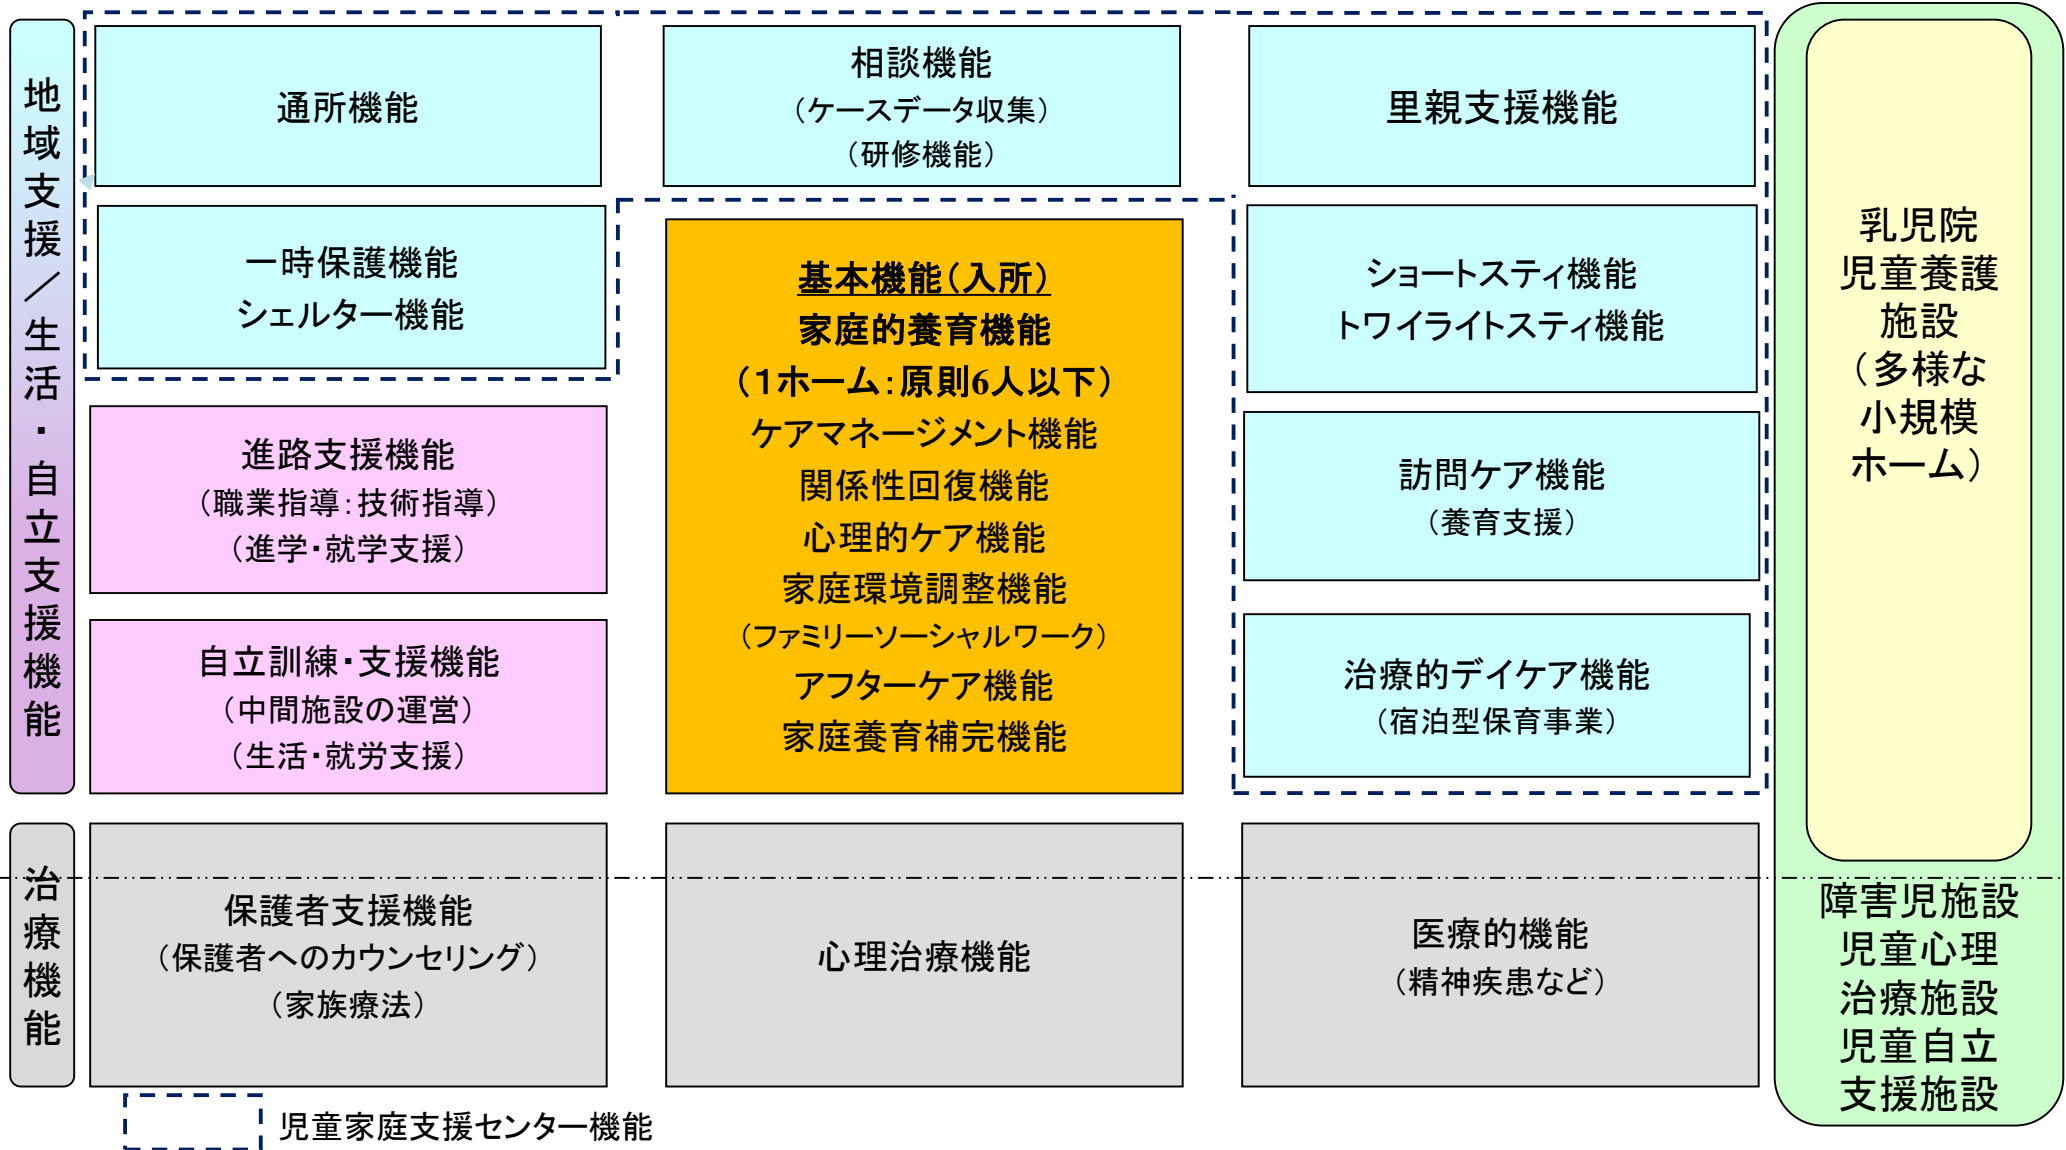 地域支援／生活・自立支援機能
通所機能
相談機能
（ケースデータ収集）
（研修機能）
里親支援機能
一時保護機能
シェルター機能
基本機能（入所）
家庭的養育機能
（１ホーム：原則6人以下）
ケアマネージメント機能
関係性回復機能
心理的ケア機能
家庭環境調整機能
（ファミリーソーシャルワーク）
アフターケア機能
家庭養育補完機能
ショートスティ機能
トワイライトスティ機能
進路支援機能
（職業指導：技術指導）
（進学・就学支援）
訪問ケア機能
（養育支援）
自立訓練・支援機能
（中間施設の運営）
（生活・就労支援）
治療的デイケア機能
（宿泊型保育事業）
乳児院
児童養護
施設
（多様な
小規模
ホーム）
治療機能
保護者支援機能
（保護者へのカウンセリング）
（家族療法）
心理治療機能
医療的機能
（精神疾患など）
障害児施設
児童心理
治療施設
児童自立
支援施設
児童家庭支援センター機能